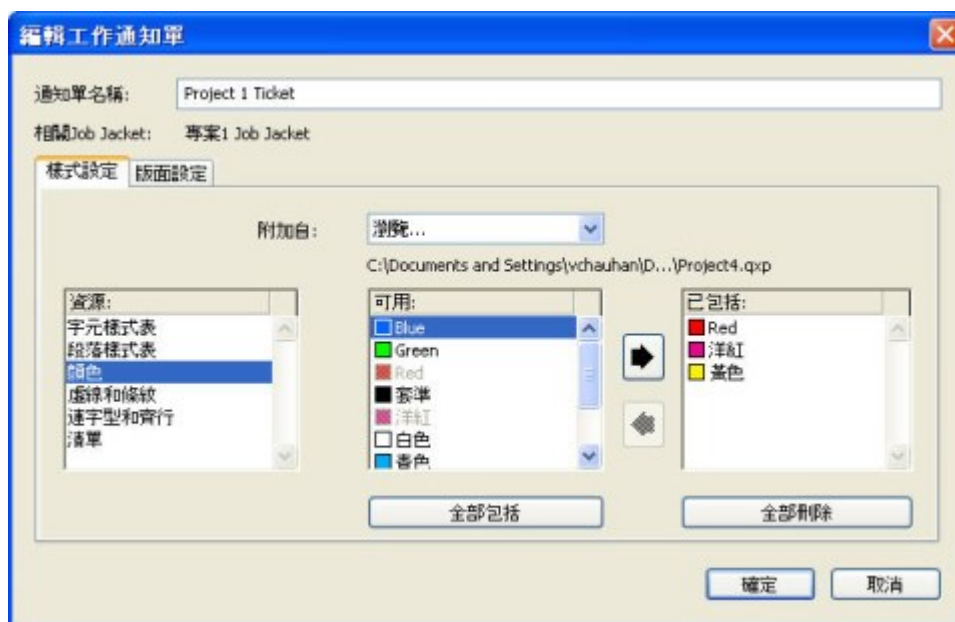 編輯工作通知單
通知單名稱: Project 1 Ticket
相關Job Jacket: 專案1 Job Jacket
樣式設定 版面設定
附加自: 瀏覽...
C:\Documents and Settings\vchauhan\D...\Project4.qxp
資源:
字元樣式表
段落樣式表
顏色
虛線和條紋
連字型和齊行
清單
可用:
Blue
Green
Red
套準
洋紅
白色
青色
已包括:
Red
洋紅
黃色
全部包括
全部刪除
確定
取消